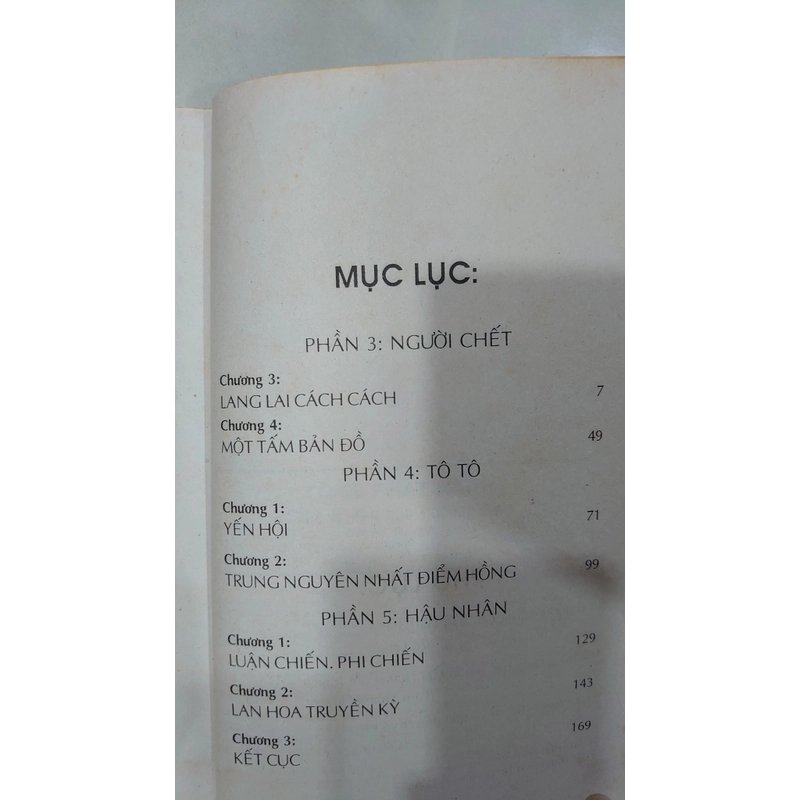 MỤC LỤC:
PHẦN 3: NGƯỜI CHẾT
Chương 3:
LANG LAI CÁCH CÁCH 7
Chương 4:
MỘT TẤM BẢN ĐỒ 49
PHẦN 4: TÔ TÔ
Chương 1:
YẾN HỘI 71
Chương 2:
TRUNG NGUYÊN NHẤT ĐIỂM HỒNG 99
PHẦN 5: HẬU NHÂN
Chương 1:
LUẬN CHIẾN. PHI CHIẾN 129
Chương 2:
LAN HOA TRUYỀN KỲ 143
Chương 3:
KẾT CỤC 169